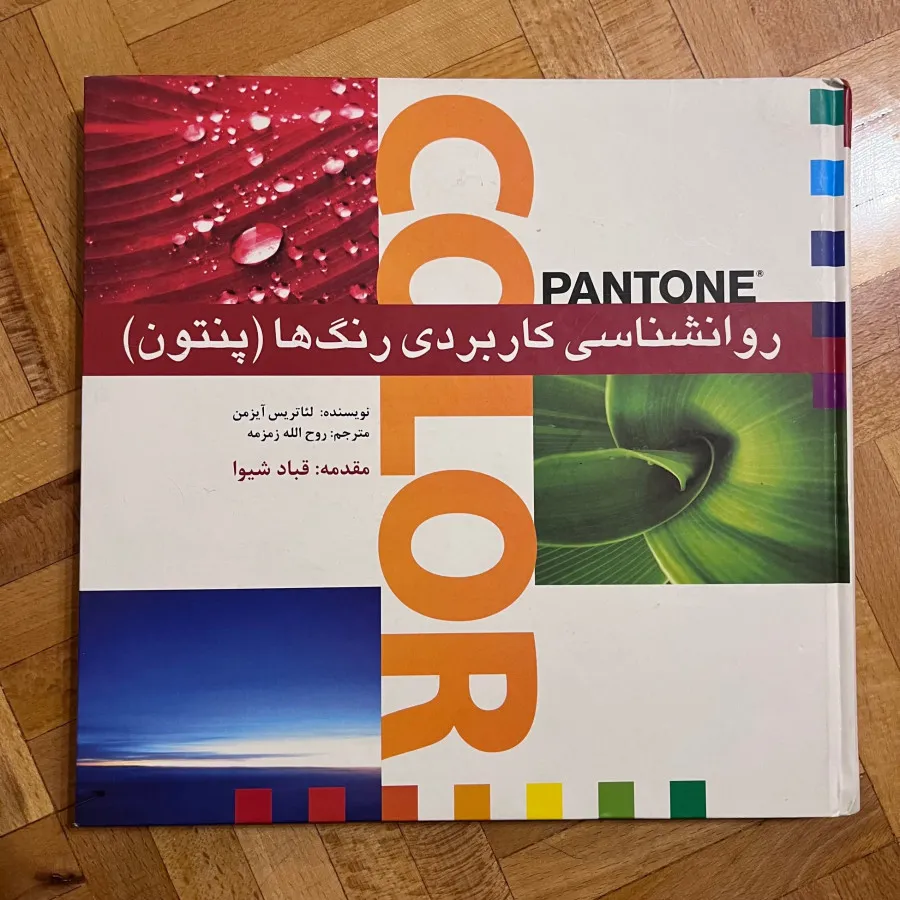 COLOR
PANTONE®
روانشناسی کاربردی رنگ‌ها (پنتون)
نویسنده: لئاتریس آیزمن
مترجم: روح الله زمزمه
مقدمه: قباد شیوا